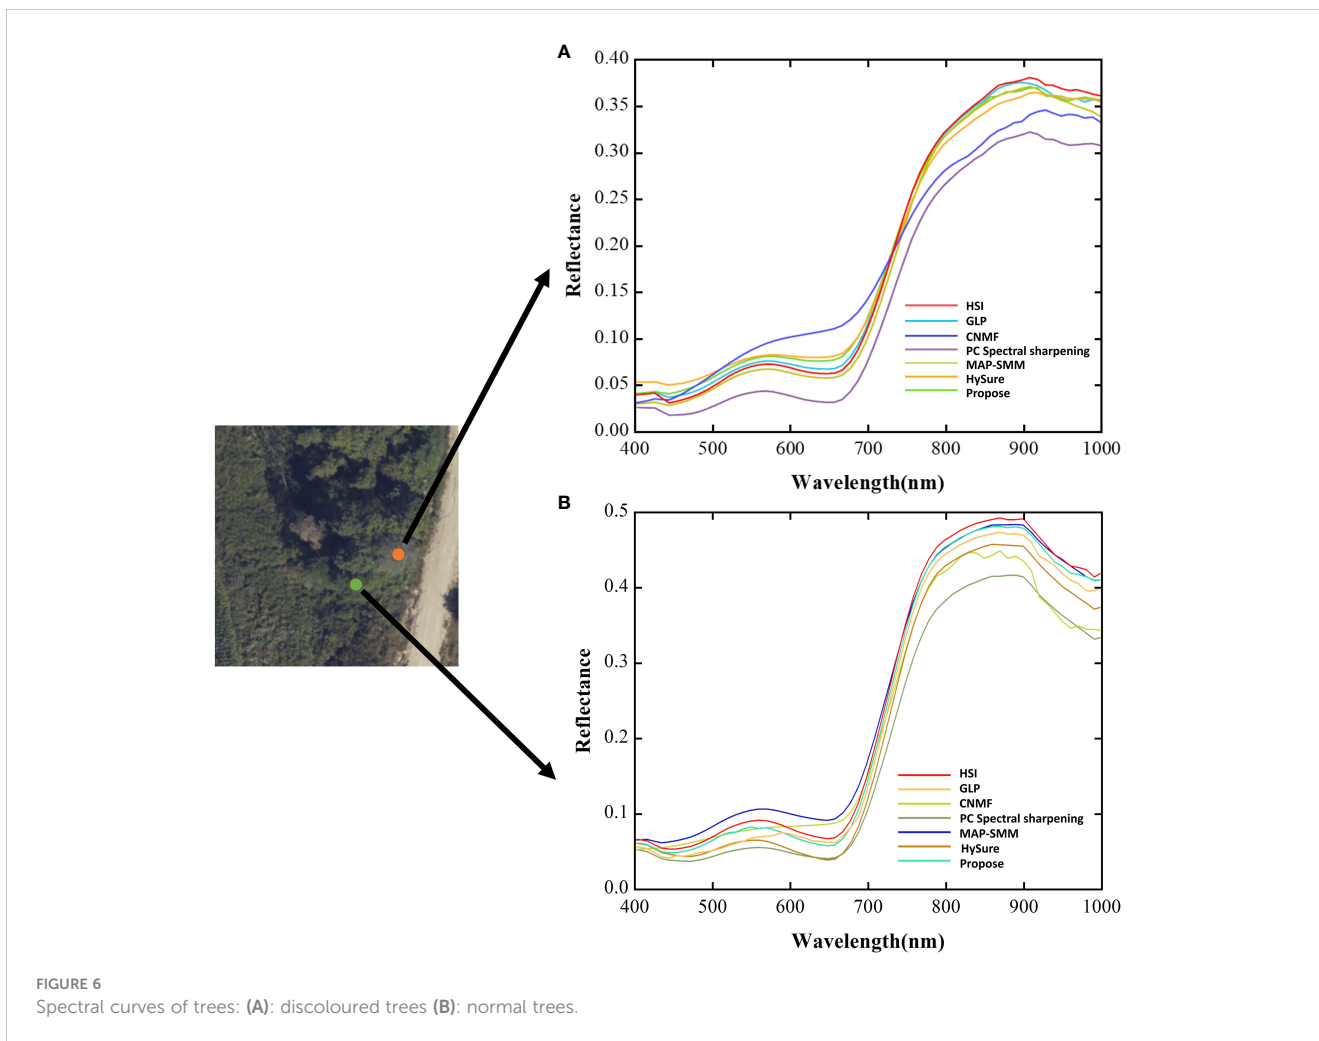 A
0.40
0.35
0.30
0.25
0.20
0.15
0.10
0.05
0.00
Reflectance
HSI
GLP
CNMF
PC Spectral sharpening
MAP-SMM
HySure
Propose
400 500 600 700 800 900 1000
Wavelength(nm)
B
0.5
0.4
0.3
0.2
0.1
0.0
Reflectance
HSI
GLP
CNMF
PC Spectral sharpening
MAP-SMM
HySure
Propose
400 500 600 700 800 900 1000
Wavelength(nm)
FIGURE 6
Spectral curves of trees: (A): discoloured trees (B): normal trees.